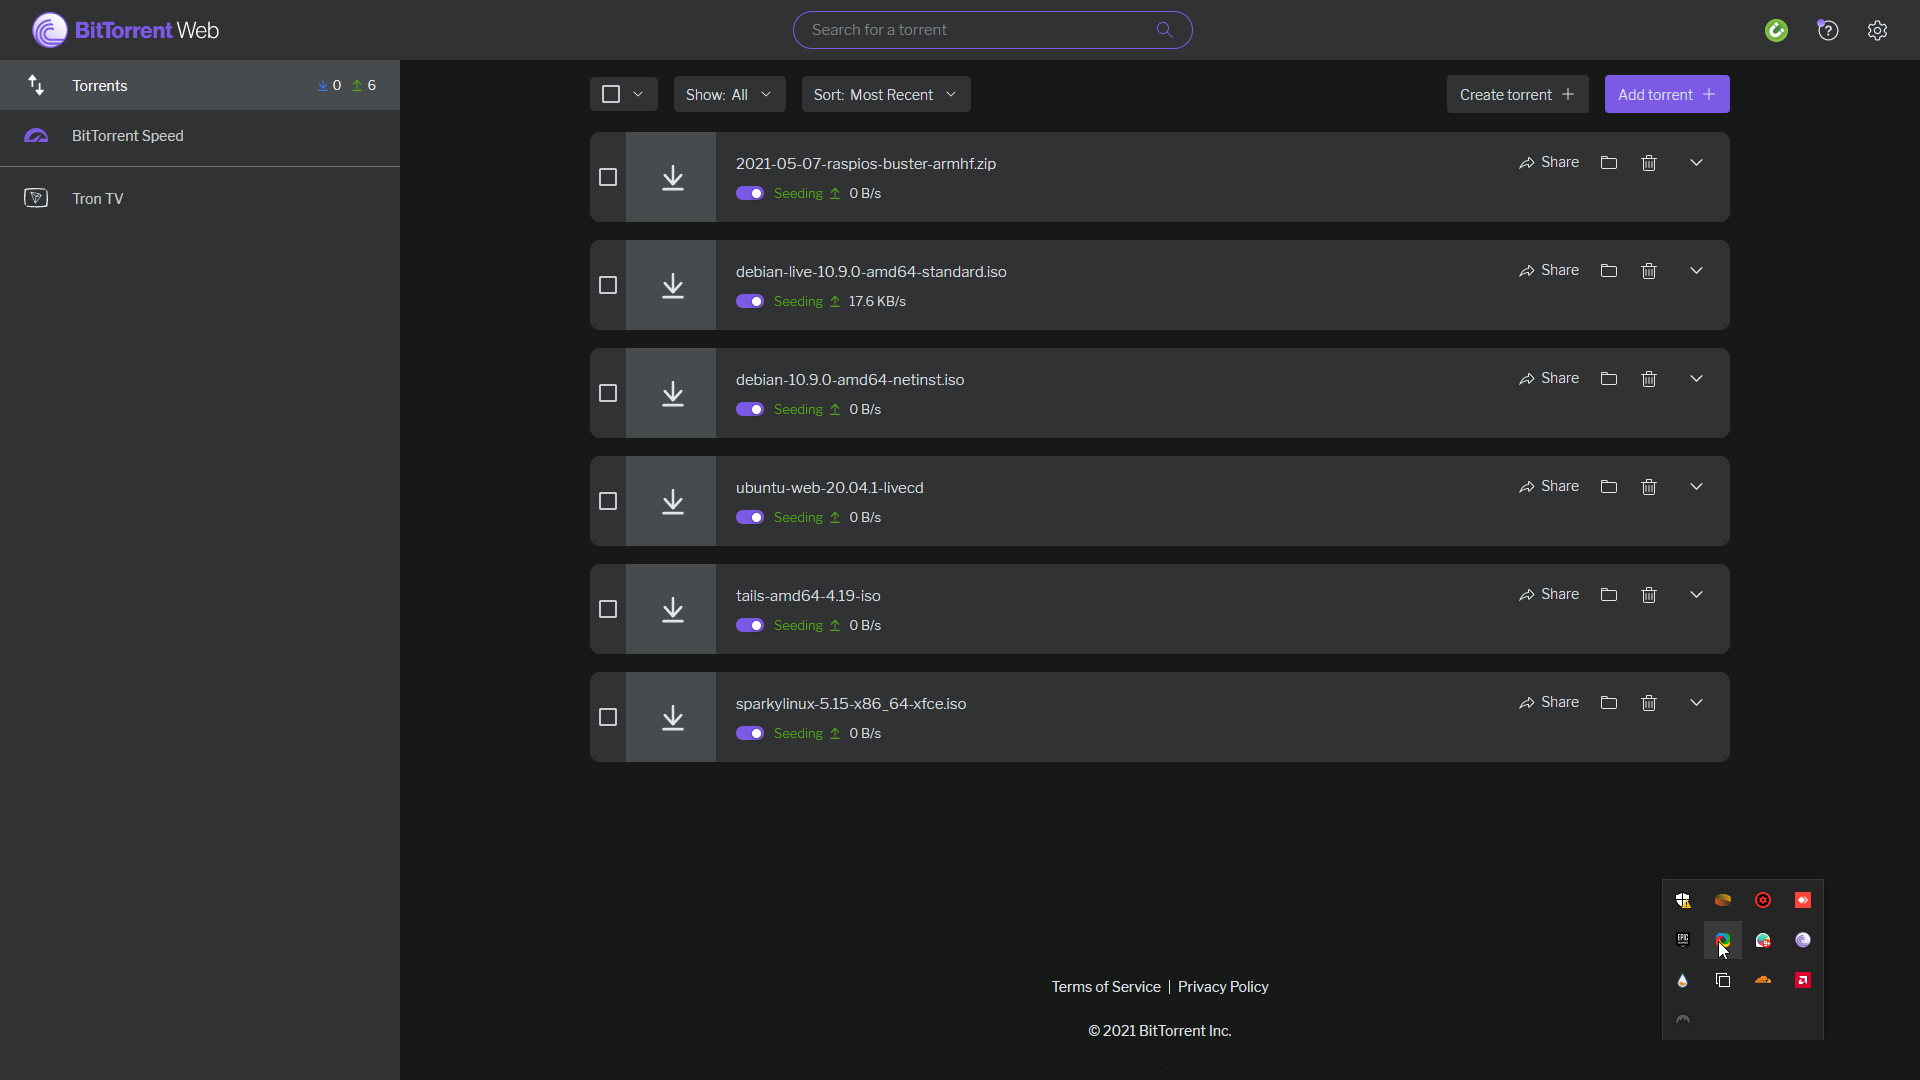 BitTorrent Web
Search for a torrent
Torrents
0
6
BitTorrent Speed
Tron TV
Show: All
Sort: Most Recent
Create torrent
Add torrent
2021-05-07-raspios-buster-armhf.zip
Seeding 0 B/s
Share
debian-live-10.9.0-amd64-standard.iso
Seeding 17.6 KB/s
Share
debian-10.9.0-amd64-netinst.iso
Seeding 0 B/s
Share
ubuntu-web-20.04.1-livecd
Seeding 0 B/s
Share
tails-amd64-4.19-iso
Seeding 0 B/s
Share
sparkylinux-5.15-x86_64-xfce.iso
Seeding 0 B/s
Share
EPIC
Terms of Service | Privacy Policy
© 2021 BitTorrent Inc.